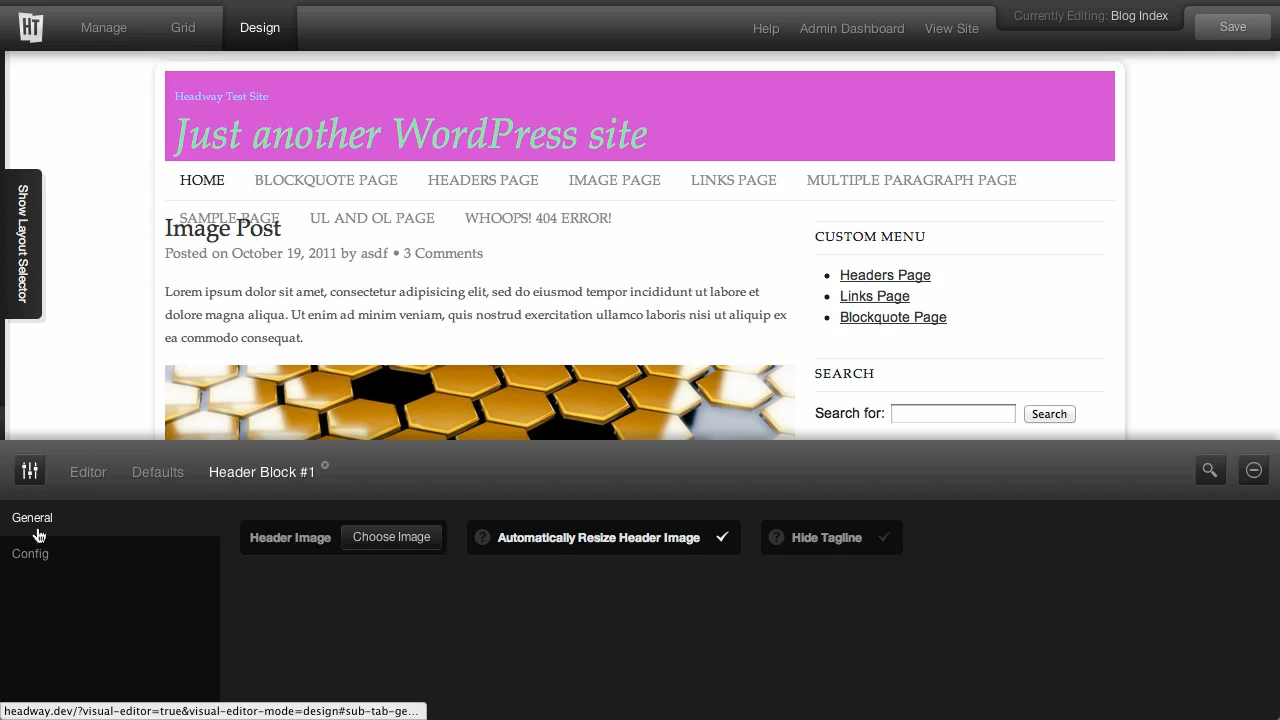 HT
Manage Grid Design
Help Admin Dashboard View Site
Currently Editing: Blog Index
Save
Headway Test Site
Just another WordPress site
HOME BLOCKQUOTE PAGE HEADERS PAGE IMAGE PAGE LINKS PAGE MULTIPLE PARAGRAPH PAGE
SAMPLE PAGE UL AND OL PAGE WHOOPS! 404 ERROR!
Image Post
Posted on October 19, 2011 by asdf • 3 Comments
Lorem ipsum dolor sit amet, consectetur adipisicing elit, sed do eiusmod tempor incididunt ut labore et
dolore magna aliqua. Ut enim ad minim veniam, quis nostrud exercitation ullamco laboris nisi ut aliquip ex
ea commodo consequat.
CUSTOM MENU
Headers Page
Links Page
Blockquote Page
SEARCH
Search for: Search
Show Layout Selector
Editor Defaults Header Block #1
General
Config
Header Image Choose Image
? Automatically Resize Header Image
? Hide Tagline
headway.dev/?visual-editor=true&visual-editor-mode=design#sub-tab-ge...